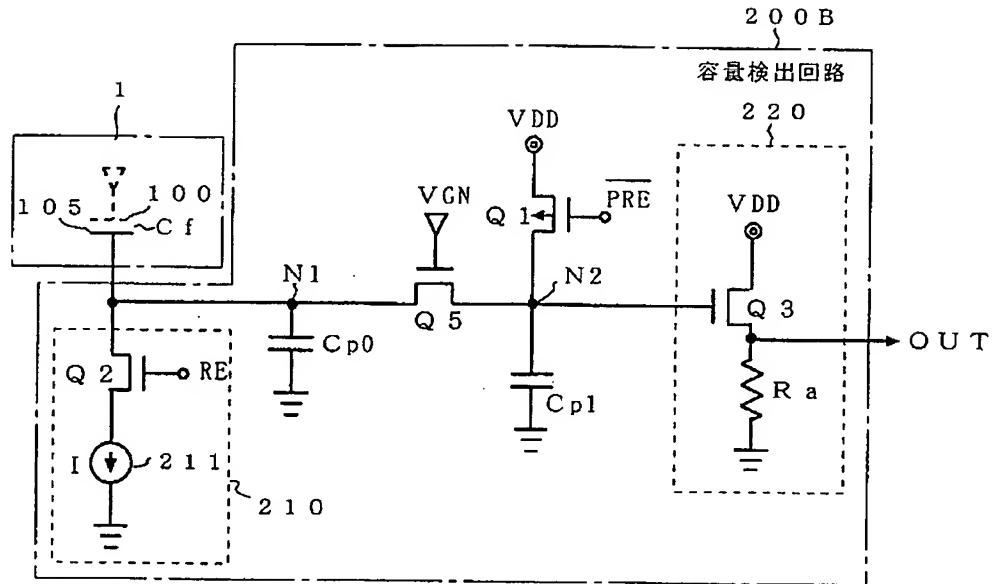 200B
容量検出回路
1
220
VDD
VDD
VGN
PRE
100
105
Cf
Q1
N1
N2
Q3
Q5
OUT
Cp0
Q2
RE
Cp1
Ra
I
211
210